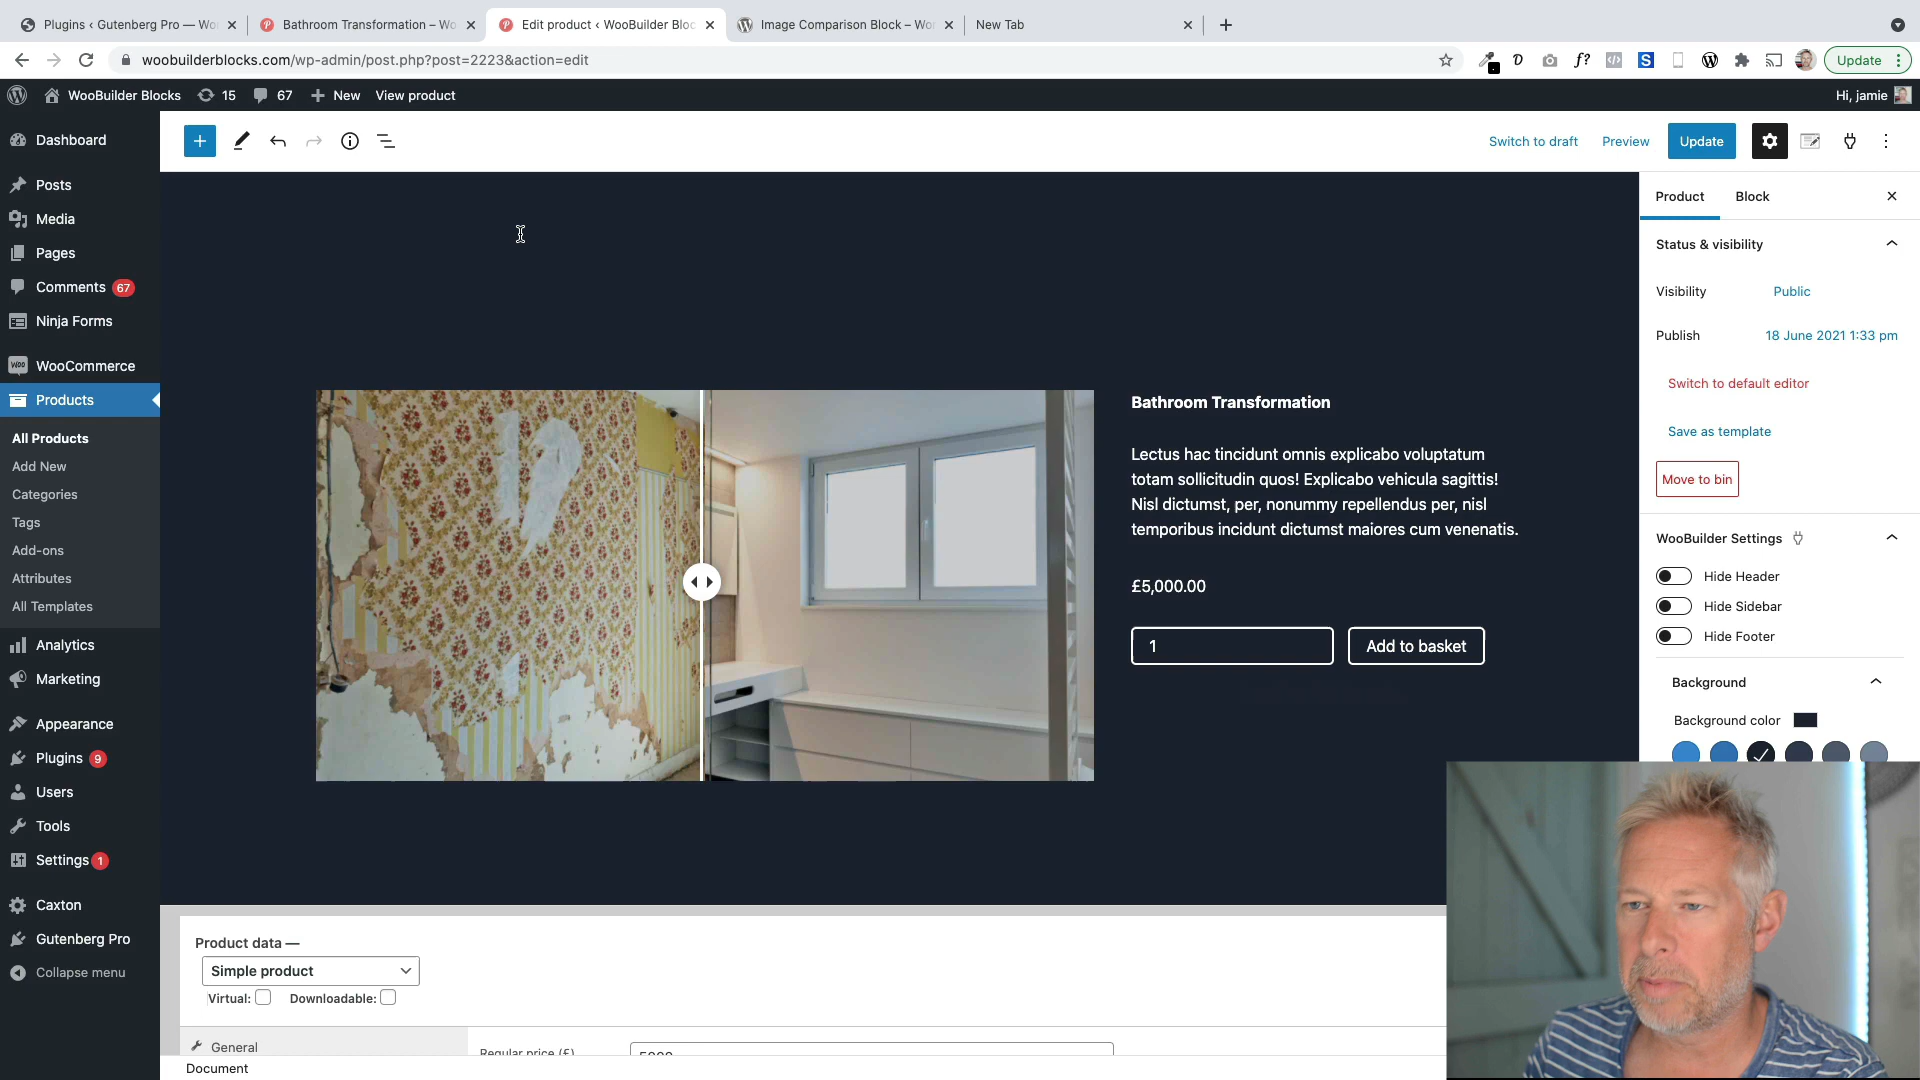 Plugins ‹ Gutenberg Pro — Wo
Bathroom Transformation – Wo
Edit product ‹ WooBuilder Bloc
Image Comparison Block – Wor
New Tab
woobuilderblocks.com/wp-admin/post.php?post=2223&action=edit
Update
WooBuilder Blocks
15
67
New
View product
Hi, jamie
Switch to draft
Preview
Update
Dashboard
Posts
Media
Pages
Comments 67
Ninja Forms
WooCommerce
Products
All Products
Add New
Categories
Tags
Add-ons
Attributes
All Templates
Analytics
Marketing
Appearance
Plugins 9
Users
Tools
Settings 1
Caxton
Gutenberg Pro
Collapse menu
Bathroom Transformation
Lectus hac tincidunt omnis explicabo voluptatum
totam sollicitudin quos! Explicabo vehicula sagittis!
Nisl dictumst, per, nonummy repellendus per, nisl
temporibus incidunt dictumst maiores cum venenatis.
£5,000.00
1
Add to basket
Product
Block
Status & visibility
Visibility
Public
Publish
18 June 2021 1:33 pm
Switch to default editor
Save as template
Move to bin
WooBuilder Settings
Hide Header
Hide Sidebar
Hide Footer
Background
Background color
Product data —
Simple product
Virtual:
Downloadable:
General
Regular price (£)
5000
Document